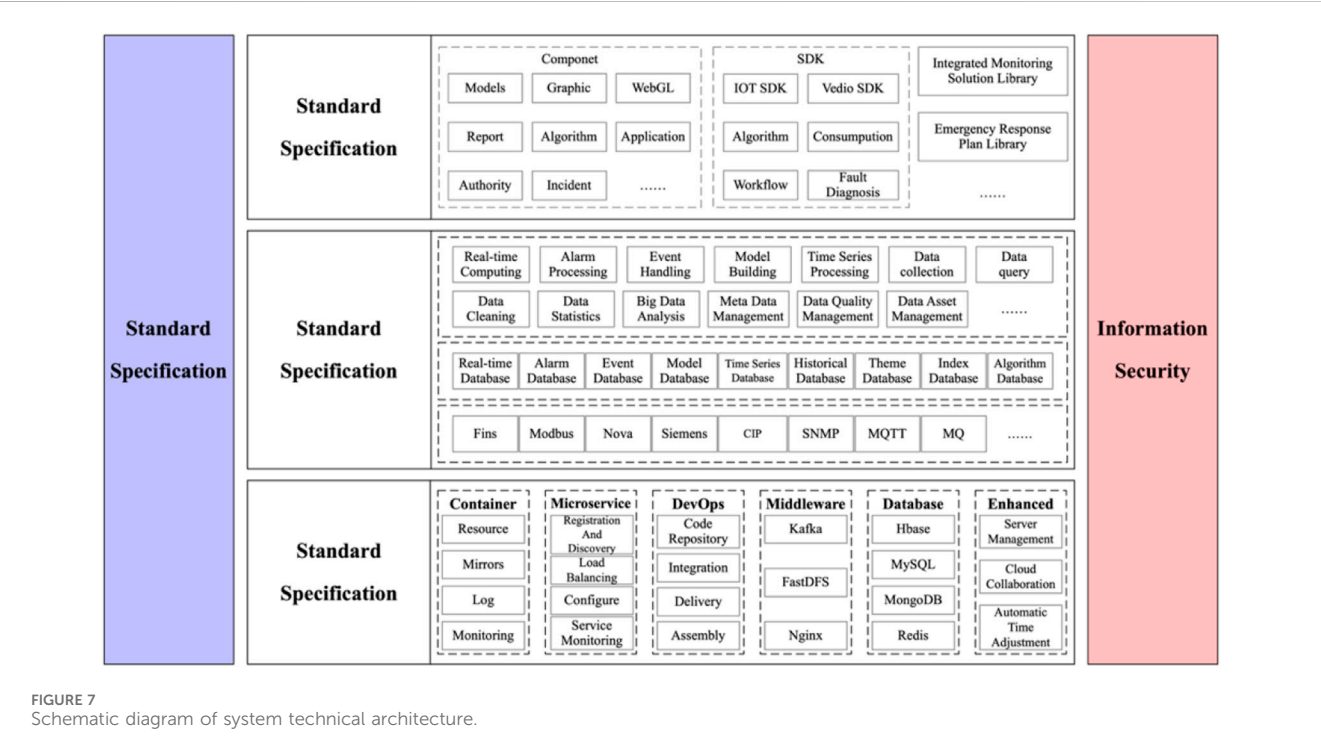 Standard
Specification
Standard
Specification
Componet
Models
Graphic
WebGL
Report
Algorithm
Application
Authority
Incident
......
SDK
IOT SDK
Vedio SDK
Algorithm
Consumpution
Workflow
Fault
Diagnosis
Integrated Monitoring
Solution Library
Emergency Response
Plan Library
......
Standard
Specification
Real-time
Computing
Alarm
Processing
Event
Handling
Model
Building
Time Series
Processing
Data
collection
Data
query
Data
Cleaning
Data
Statistics
Big Data
Analysis
Meta Data
Management
Data Quality
Management
Data Asset
Management
......
Real-time
Database
Alarm
Database
Event
Database
Model
Database
Time Series
Database
Historical
Database
Theme
Database
Index
Database
Algorithm
Database
Fins
Modbus
Nova
Siemens
CIP
SNMP
MQTT
MQ
......
Standard
Specification
Container
Resource
Mirrors
Log
Monitoring
Microservice
Registration
And
Discovery
Load
Balancing
Configure
Service
Monitoring
DevOps
Code
Repository
Integration
Delivery
Assembly
Middleware
Kafka
FastDFS
Nginx
Database
Hbase
MySQL
MongoDB
Redis
Enhanced
Server
Management
Cloud
Collaboration
Automatic
Time
Adjustment
Information
Security
FIGURE 7
Schematic diagram of system technical architecture.